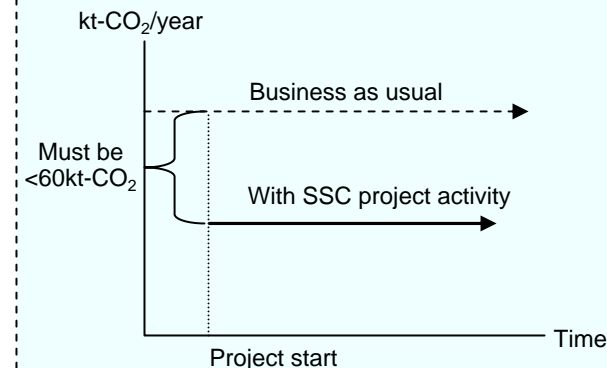 kt-CO₂/year
Business as usual
Must be
<60kt-CO₂
With SSC project activity
Time
Project start